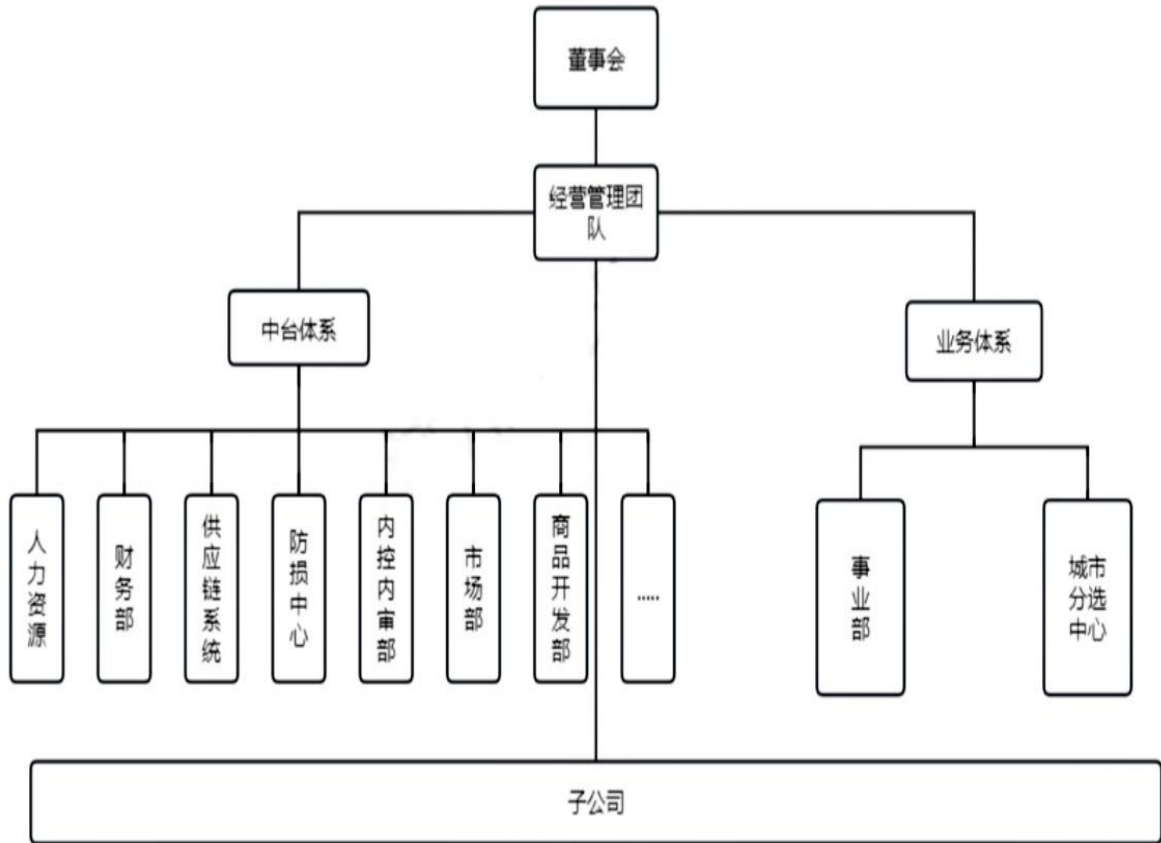 董事会
经营管理团
队
中台体系
业务体系
人力资源
财务部
供应链系统
防损中心
内控内审部
市场部
商品开发部
.....
事业部
城市
分选
中心
子公司